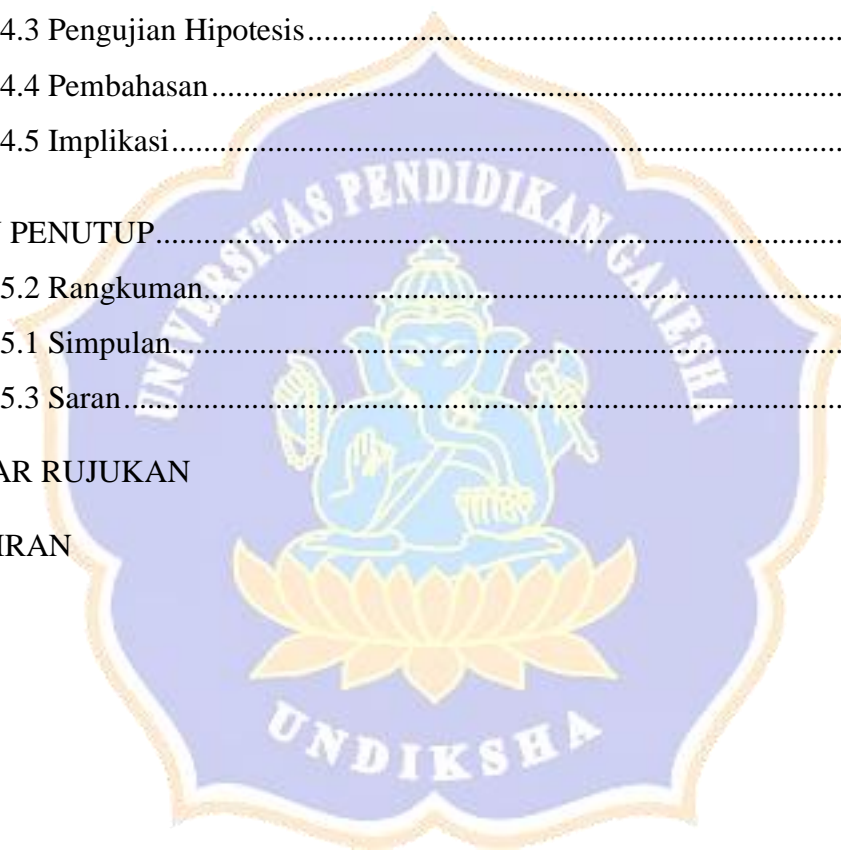 4.3 Pengujian Hipotesis....................................................................................
4.4 Pembahasan................................................................................................
4.5 Implikasi.....................................................................................................
PENUTUP.......................................................................................................
5.2 Rangkuman.................................................................................................
5.1 Simpulan.....................................................................................................
5.3 Saran...........................................................................................................
AR RUJUKAN
IRAN
UNIVERSITAS PENDIDIKAN GANESHA
UNDIKSHA